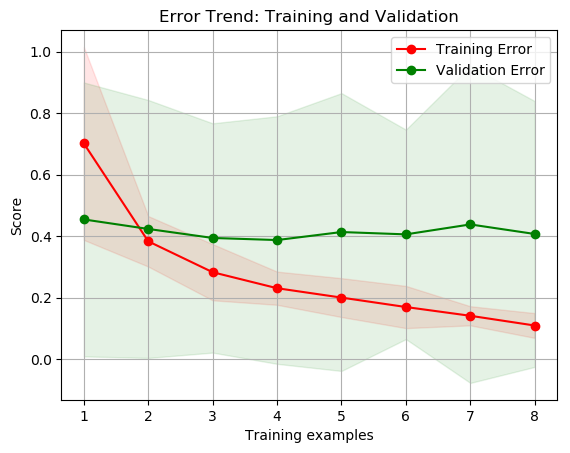 Error Trend: Training and Validation
Training Error
Validation Error
1.0
0.8
0.6
0.4
0.2
0.0
Score
1 2 3 4 5 6 7 8
Training examples